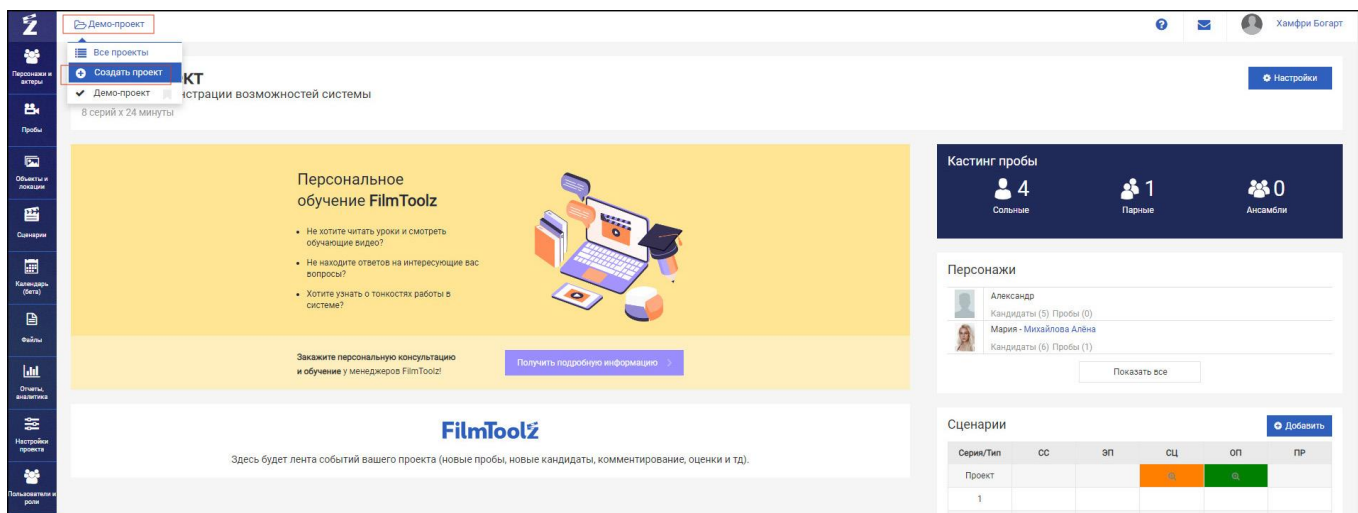 Демо-проект
Хамфри Богарт
Все проекты
Создать проект
Демо-проект
КТ
нстрации возможностей системы
8 серий х 24 минуты
Настройки
Персонажи и
актеры
Пробы
Объекты и
локации
Сценарии
Календарь
(бета)
Файлы
Отчеты,
аналитика
Настройки
проекта
Пользователи и
роли
Персональное
обучение FilmToolz
Не хотите читать уроки и смотреть
обучающие видео?
Не находите ответов на интересующие вас
вопросы?
Хотите узнать о тонкостях работы в
системе?
Закажите персональную консультацию
и обучение у менеджеров FilmToolz!
Получить подробную информацию
FilmToolz
Здесь будет лента событий вашего проекта (новые пробы, новые кандидаты, комментирование, оценки и тд).
Кастинг пробы
4 1 0
Сольные Парные Ансамбли
Персонажи
Александр
Кандидаты (5) Пробы (0)
Мария - Михайлова Алёна
Кандидаты (6) Пробы (1)
Показать все
Сценарии
Добавить
Серия/Тип СС ЭП СЦ ОП ПР
Проект
1